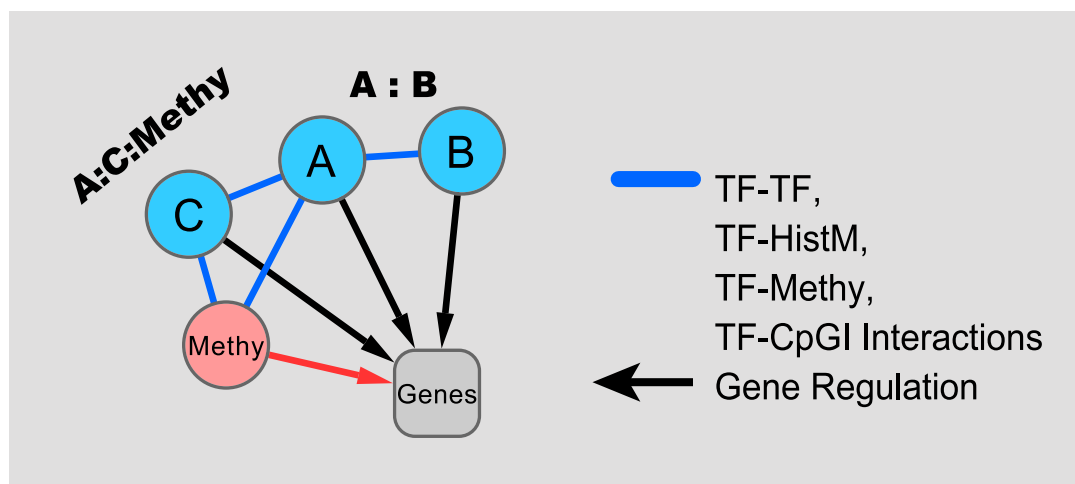 A:C:Methy
A : B
A
B
C
Methy
Genes
TF-TF,
TF-HistM,
TF-Methy,
TF-CpGI Interactions
Gene Regulation